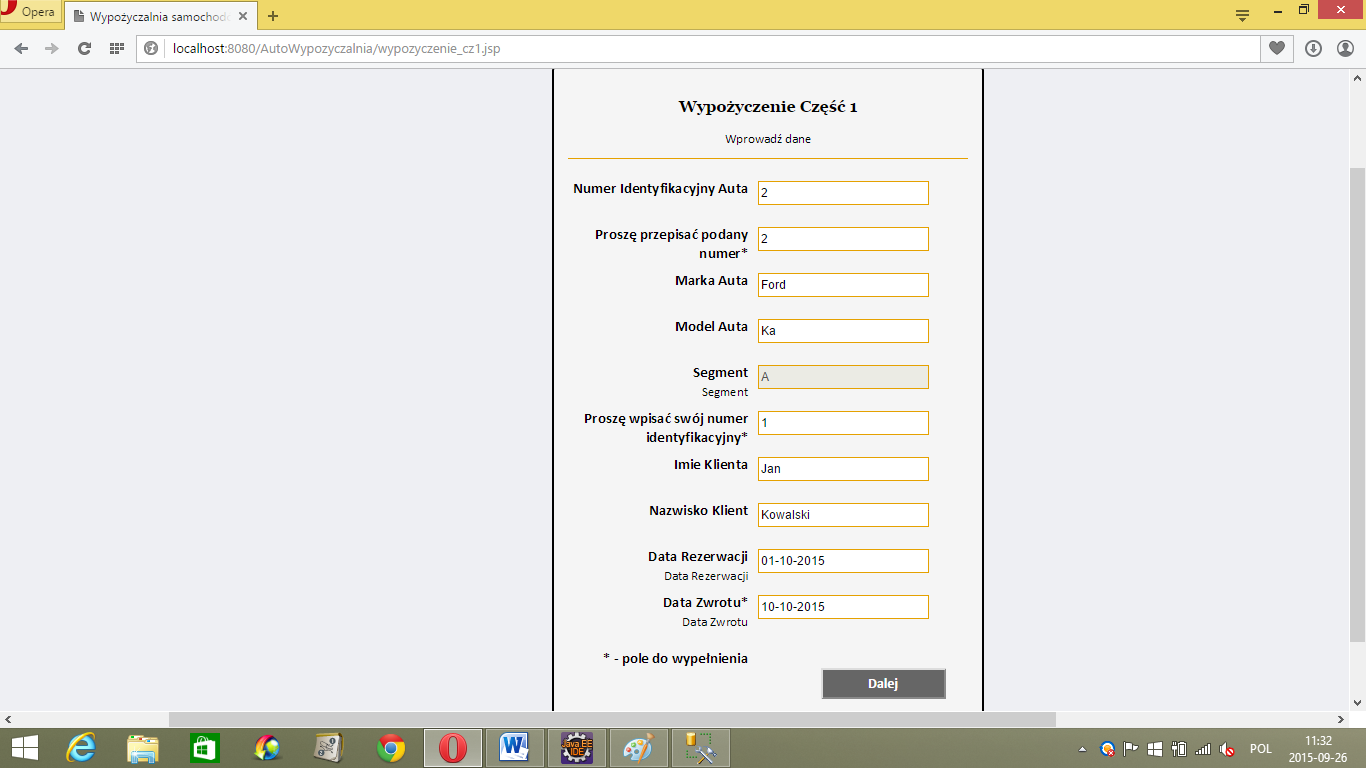 Opera
Wypożyczalnia samochodo
localhost:8080/AutoWypozyczalnia/wypozyczenie_cz1.jsp
Wypożyczenie Część 1
Wprowadź dane
Numer Identyfikacyjny Auta 2
Proszę przepisać podany 2
numer*
Marka Auta Ford
Model Auta Ka
Segment A
Segment
Proszę wpisać swój numer 1
identyfikacyjny*
Imie Klienta Jan
Nazwisko Klient Kowalski
Data Rezerwacji 01-10-2015
Data Rezerwacji
Data Zwrotu* 10-10-2015
Data Zwrotu
* - pole do wypełnienia
Dalej
Java EE
IDE
POL
11:32
2015-09-26